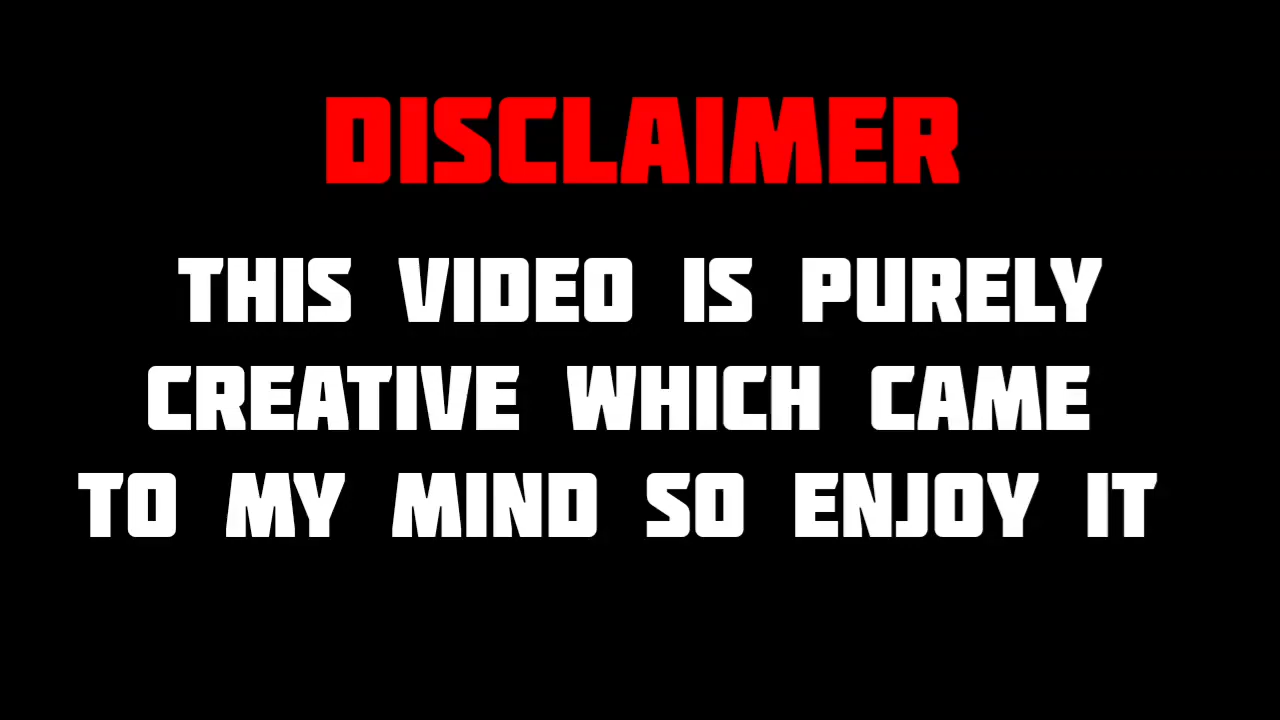 DISCLAIMER
THIS VIDEO IS PURELY
CREATIVE WHICH CAME
TO MY MIND SO ENJOY IT